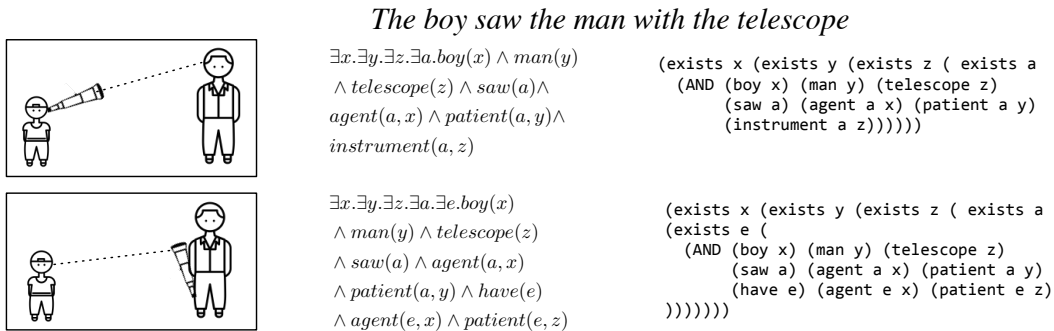 The boy saw the man with the telescope
∃x.∃y.∃z.∃a.boy(x) ∧ man(y)
∧ telescope(z) ∧ saw(a)∧
agent(a, x) ∧ patient(a, y)∧
instrument(a, z)
(exists x (exists y (exists z ( exists a
(AND (boy x) (man y) (telescope z)
(saw a) (agent a x) (patient a y)
(instrument a z))))))
∃x.∃y.∃z.∃a.∃e.boy(x)
∧ man(y) ∧ telescope(z)
∧ saw(a) ∧ agent(a, x)
∧ patient(a, y) ∧ have(e)
∧ agent(e, x) ∧ patient(e, z)
(exists x (exists y (exists z ( exists a
(exists e (
(AND (boy x) (man y) (telescope z)
(saw a) (agent a x) (patient a y)
(have e) (agent e x) (patient e z)
)))))))